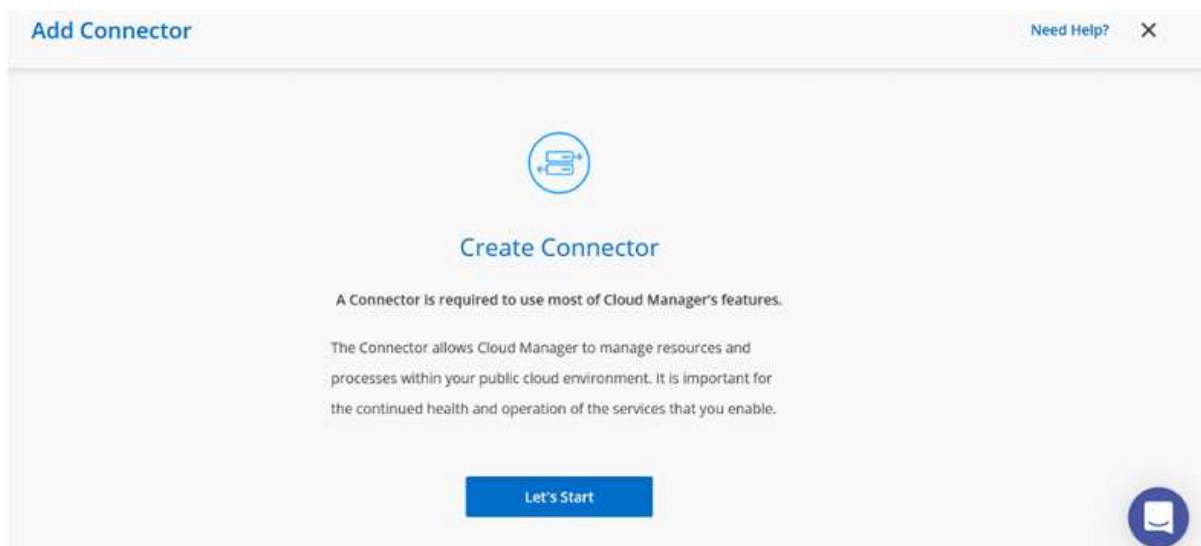 Add Connector
Need Help?
Create Connector
A Connector is required to use most of Cloud Manager's features.
The Connector allows Cloud Manager to manage resources and
processes within your public cloud environment. It is important for
the continued health and operation of the services that you enable.
Let's Start